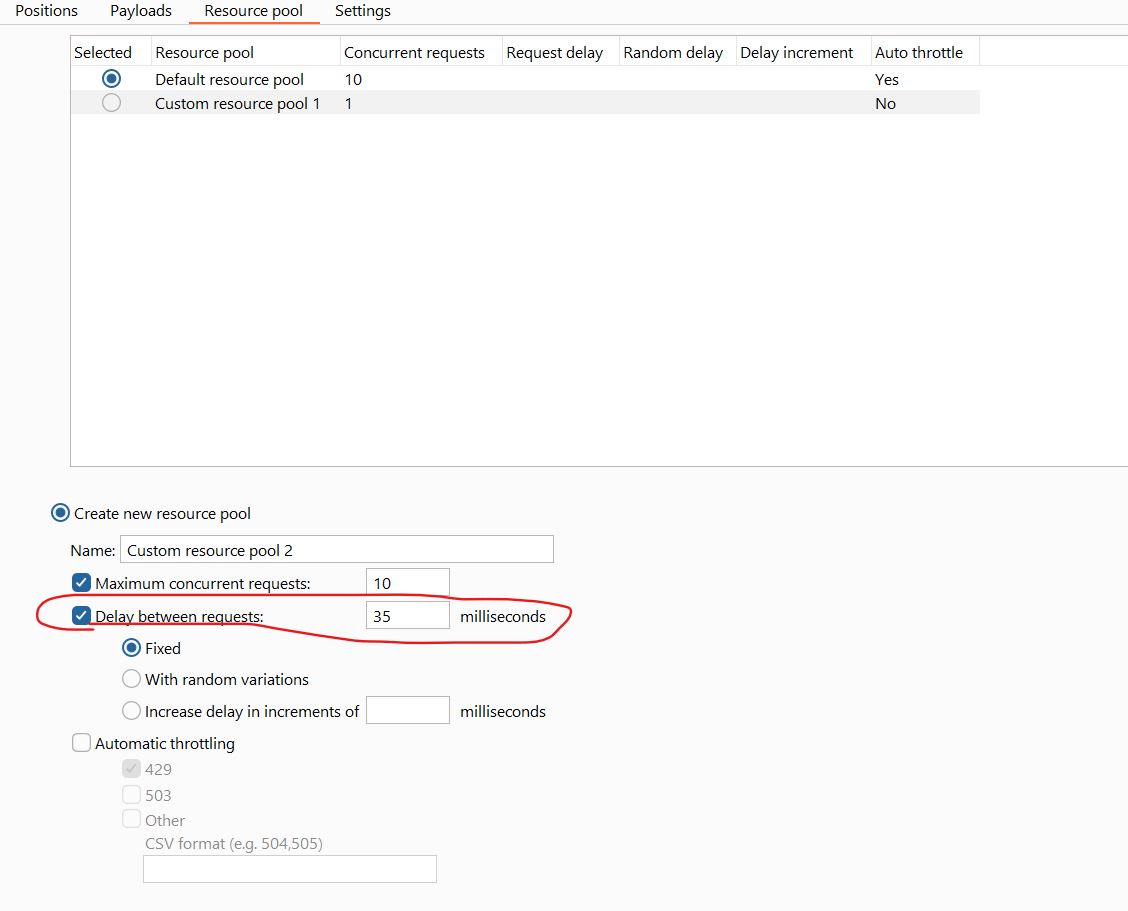 Positions Payloads Resource pool Settings
Selected Resource pool Concurrent requests Request delay Random delay Delay increment Auto throttle
Default resource pool 10 Yes
Custom resource pool 1 1 No
Create new resource pool
Name: Custom resource pool 2
Maximum concurrent requests: 10
Delay between requests: 35 milliseconds
Fixed
With random variations
Increase delay in increments of milliseconds
Automatic throttling
429
503
Other
CSV format (e.g. 504,505)